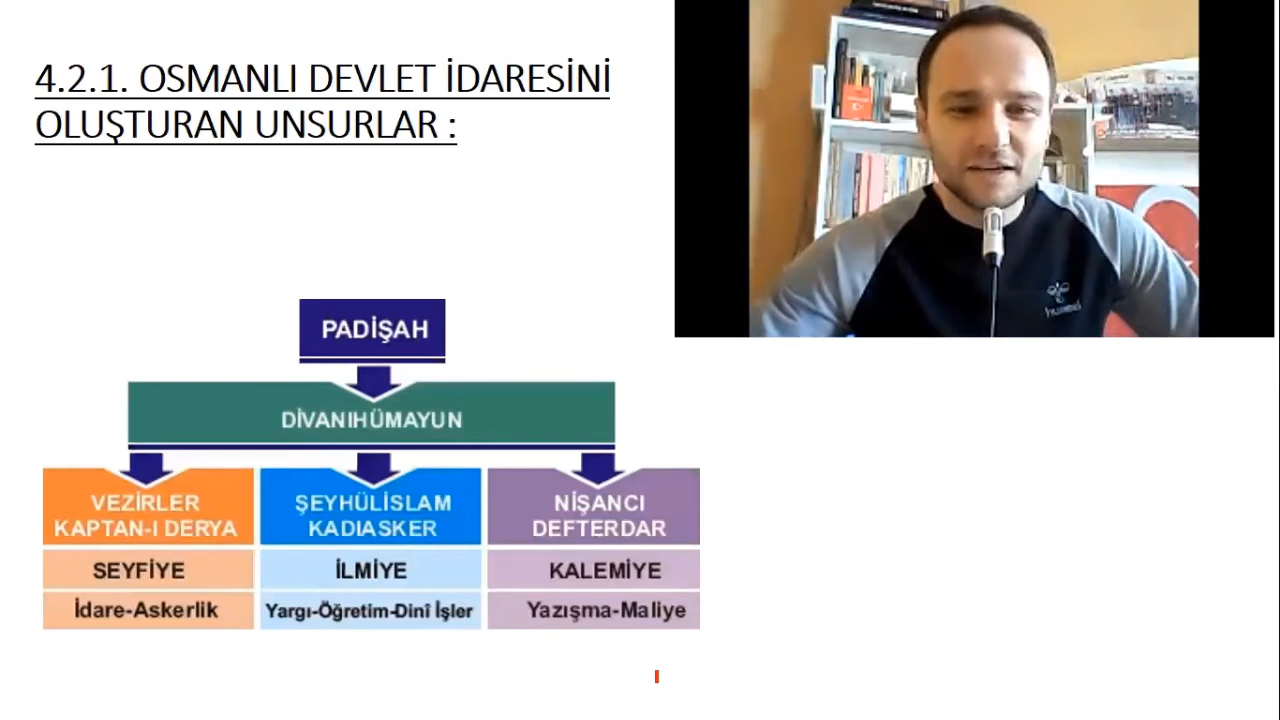 4.2.1. OSMANLI DEVLET İDARESİNİ
OLUŞTURAN UNSURLAR :
PADİŞAH
DİVANIHÜMAYUN
VEZİRLER
KAPTAN-I DERYA
SEYFİYE
İdare-Askerlik
ŞEYHÜLİSLAM
KADIASKER
İLMİYE
Yargı-Öğretim-Dinî İşler
NİŞANCI
DEFTERDAR
KALEMİYE
Yazışma-Maliye